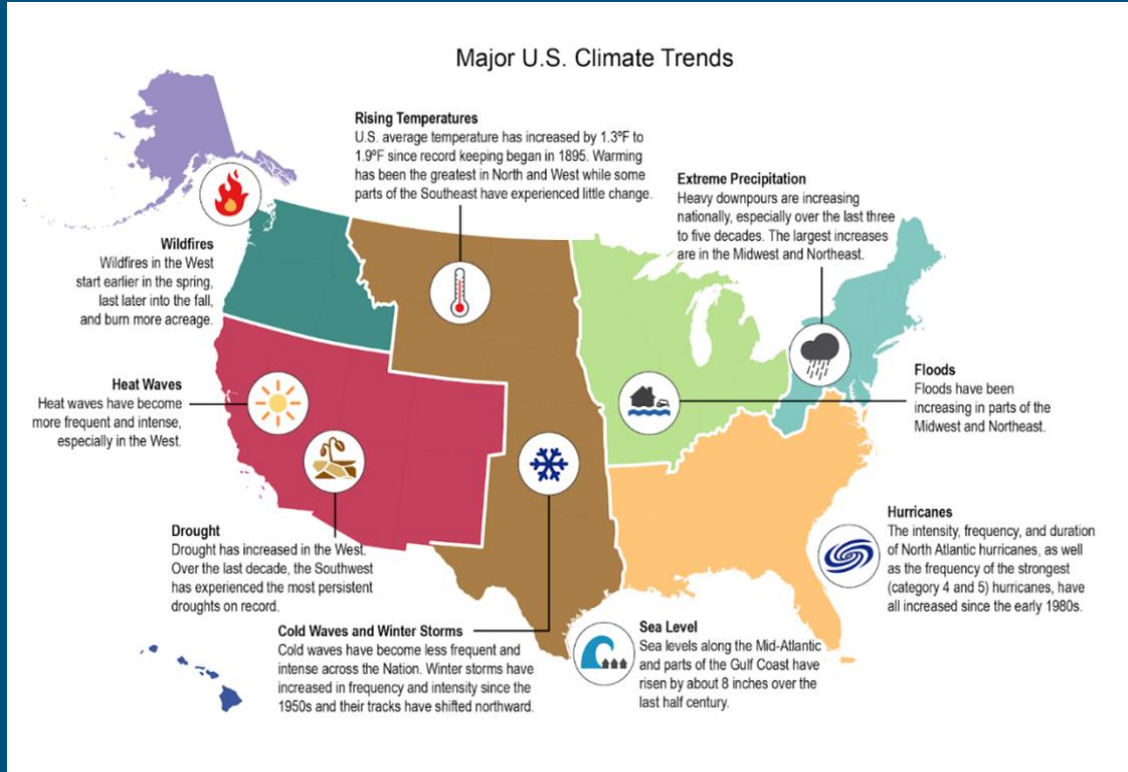 Major U.S. Climate Trends
Rising Temperatures
U.S. average temperature has increased by 1.3ºF to
1.9ºF since record keeping began in 1895. Warming
has been the greatest in North and West while some
parts of the Southeast have experienced little change.
Extreme Precipitation
Heavy downpours are increasing
nationally, especially over the last three
to five decades. The largest increases
are in the Midwest and Northeast.
Wildfires
Wildfires in the West
start earlier in the spring,
last later into the fall,
and burn more acreage.
Heat Waves
Heat waves have become
more frequent and intense,
especially in the West.
Floods
Floods have been
increasing in parts of the
Midwest and Northeast.
Drought
Drought has increased in the West.
Over the last decade, the Southwest
has experienced the most persistent
droughts on record.
Hurricanes
The intensity, frequency, and duration
of North Atlantic hurricanes, as well
as the frequency of the strongest
(category 4 and 5) hurricanes, have
all increased since the early 1980s.
Cold Waves and Winter Storms
Cold waves have become less frequent and
intense across the Nation. Winter storms have
increased in frequency and intensity since the
1950s and their tracks have shifted northward.
Sea Level
Sea levels along the Mid-Atlantic
and parts of the Gulf Coast have
risen by about 8 inches over the
last half century.